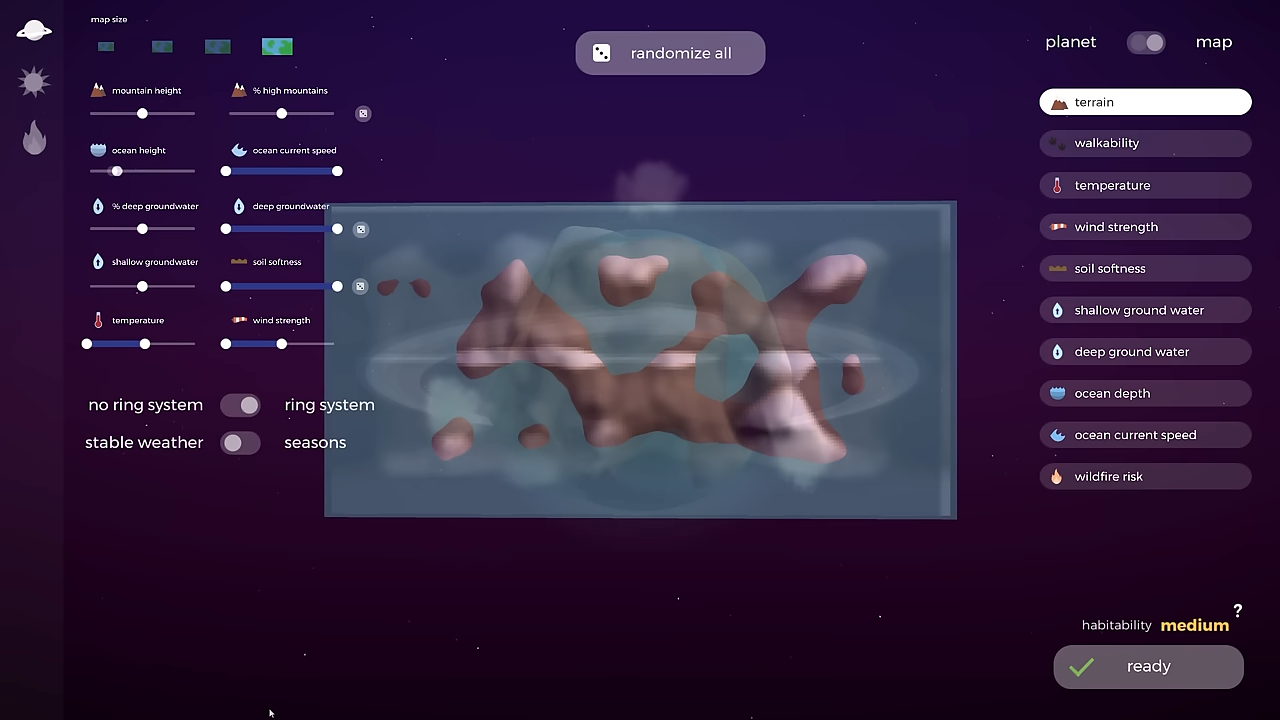 map size
randomize all
planet
map
mountain height
% high mountains
ocean height
ocean current speed
% deep groundwater
deep groundwater
shallow groundwater
soil softness
temperature
wind strength
no ring system
ring system
stable weather
seasons
terrain
walkability
temperature
wind strength
soil softness
shallow ground water
deep ground water
ocean depth
ocean current speed
wildfire risk
?
habitability medium
ready